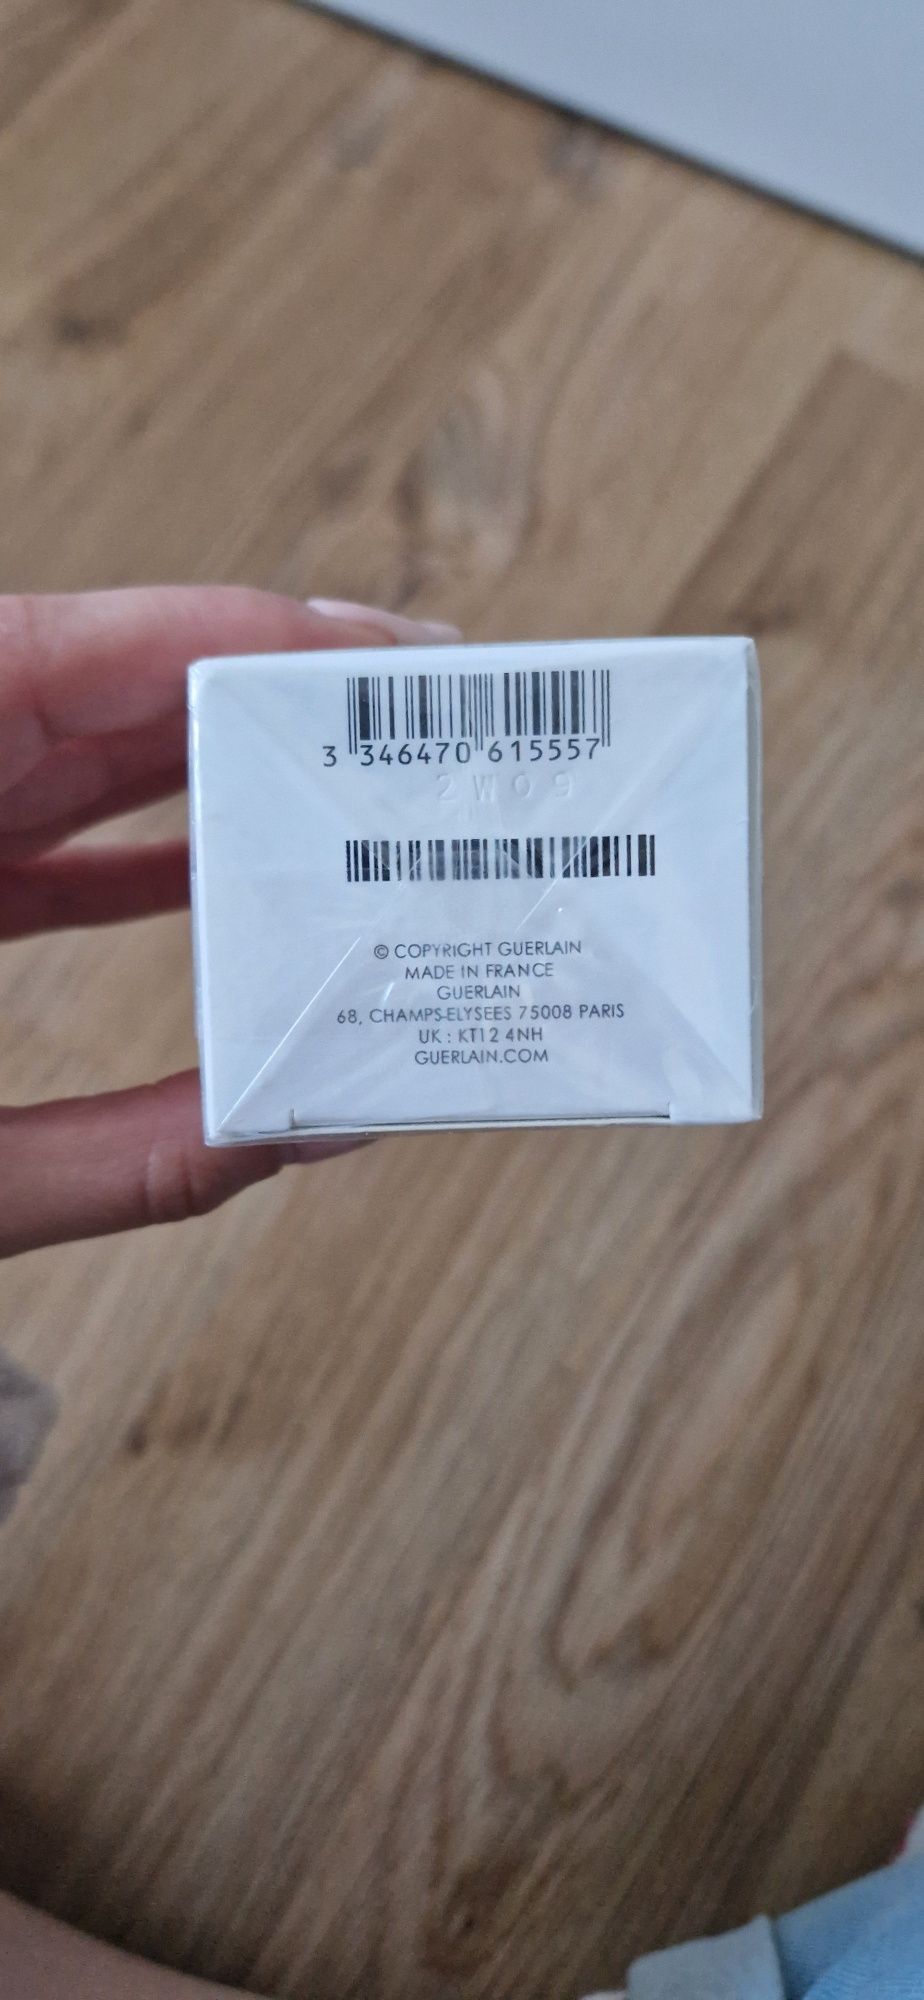 3 346470 615557
2W09
© COPYRIGHT GUERLAIN
MADE IN FRANCE
GUERLAIN
68, CHAMPS-ELYSEES 75008 PARIS
UK : KT12 4NH
GUERLAIN.COM